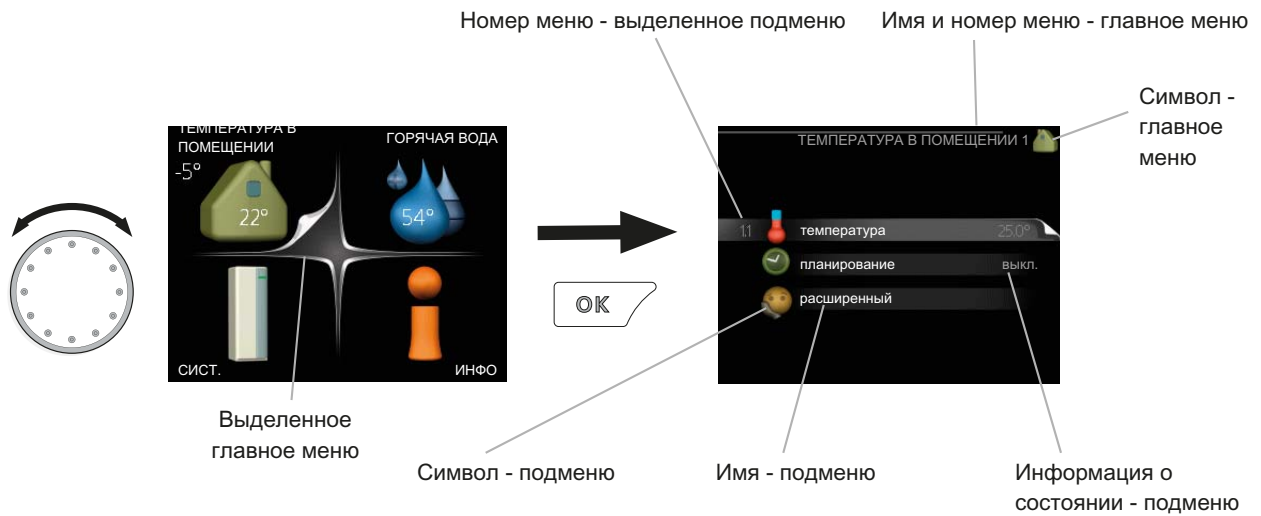 Номер меню - выделенное подменю
Имя и номер меню - главное меню
Символ -
главное
меню
ТЕМПЕРАТУРА В
ПОМЕЩЕНИИ
ГОРЯЧАЯ ВОДА
-5°
22°
54°
СИСТ.
ИНФО
OK
ТЕМПЕРАТУРА В ПОМЕЩЕНИИ 1
1.1 температура 25.0°
планирование выкл.
расширенный
Выделенное
главное меню
Символ - подменю
Имя - подменю
Информация о
состоянии - подменю